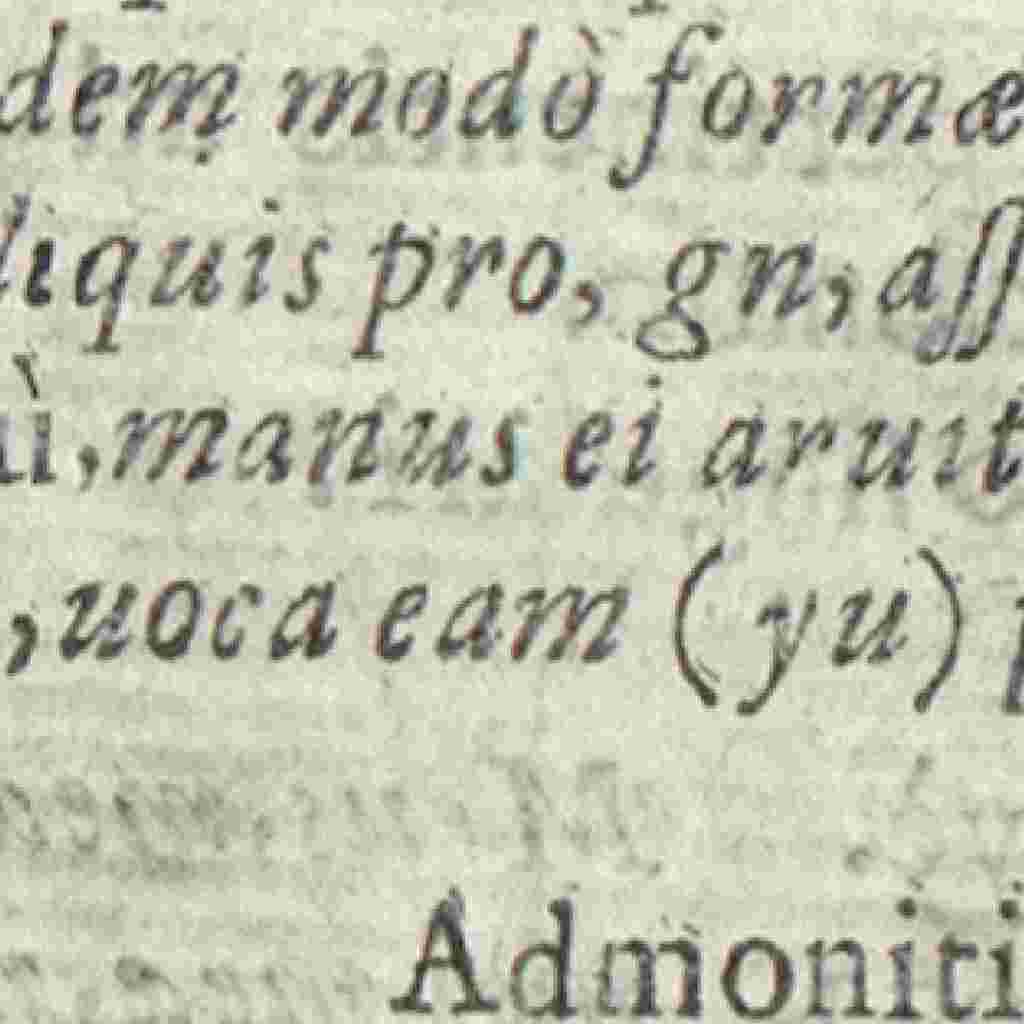 dem modò formæ
liquis pro, gn, aſſ
ì, manus ei aruit
, uoca eam (yu)
Admoniti